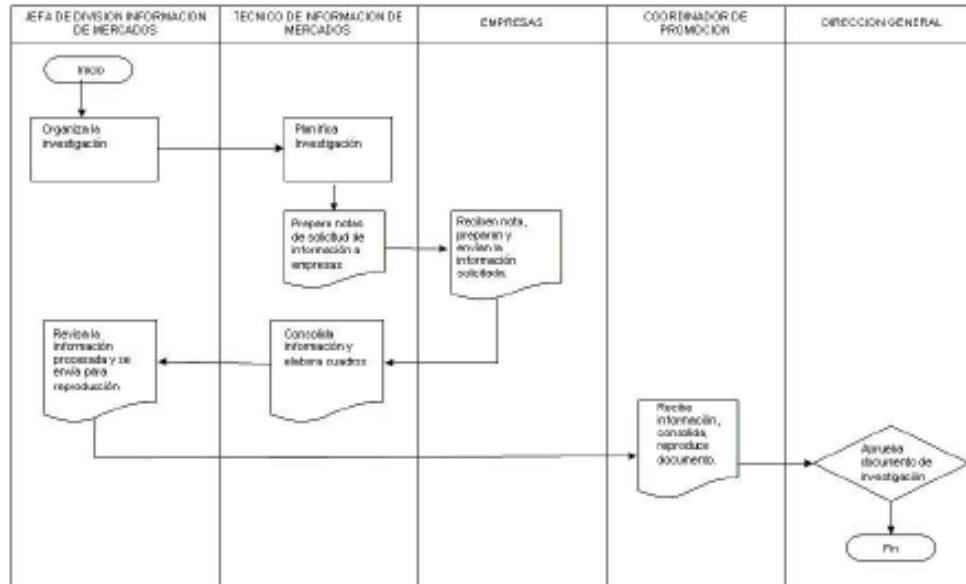 JEFA DE DIVISION INFORMACION
DE MERCADOS
TECNICO DE INFORMACION DE
MERCADOS
EMPRESAS
COORDINADOR DE
PROMOCION
DIRECCION GENERAL
Inicio
Organiza la
investigación
Planifica
Investigación
Prepara notas
de solicitud de
información a
empresas
Reciben nota,
preparan y
envían la
información
solicitada.
Revisa la
información
procesada y se
envía para
reproducción
Consolida
información y
elabora cuadros
Recibe
información,
consolida,
reproduce
documento.
Aprueba
documento de
investigación
Fin